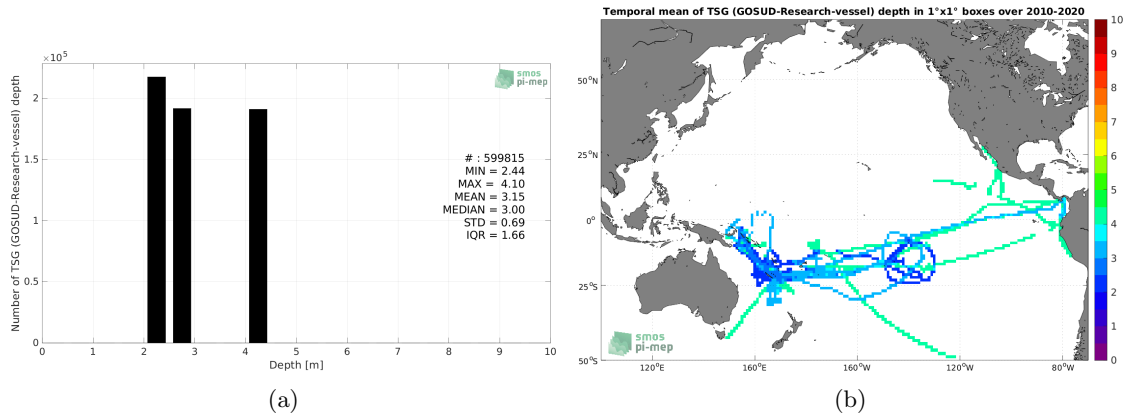 ×10⁵
Number of TSG (GOSUD-Research-vessel) depth
2
1.5
1
0.5
0
smos
pi-mep
# : 599815
MIN = 2.44
MAX = 4.10
MEAN = 3.15
MEDIAN = 3.00
STD = 0.69
IQR = 1.66
0 1 2 3 4 5 6 7 8 9 10
Depth [m]
(a)
Temporal mean of TSG (GOSUD-Research-vessel) depth in 1°x1° boxes over 2010-2020
50°N
25°N
0°
25°S
50°S
smos
pi-mep
120°E 160°E 160°W 120°W 80°W
10
9
8
7
6
5
4
3
2
1
0
(b)